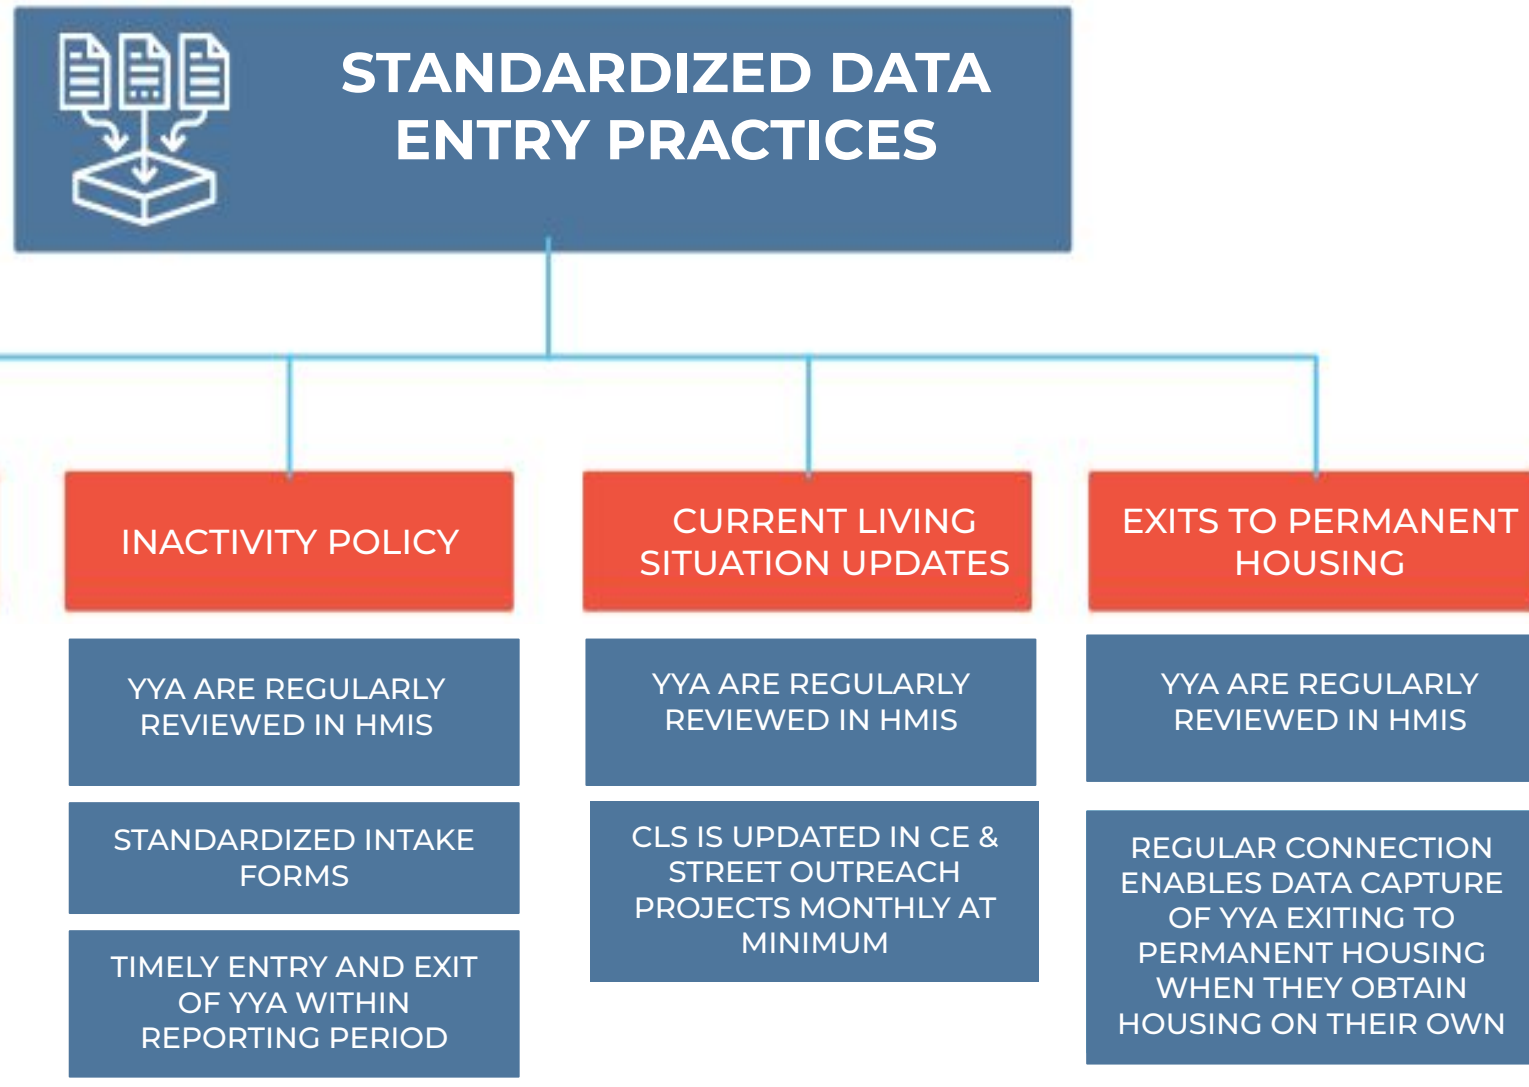 STANDARDIZED DATA
ENTRY PRACTICES
INACTIVITY POLICY
YYA ARE REGULARLY
REVIEWED IN HMIS
STANDARDIZED INTAKE
FORMS
TIMELY ENTRY AND EXIT
OF YYA WITHIN
REPORTING PERIOD
CURRENT LIVING
SITUATION UPDATES
YYA ARE REGULARLY
REVIEWED IN HMIS
CLS IS UPDATED IN CE &
STREET OUTREACH
PROJECTS MONTHLY AT
MINIMUM
EXITS TO PERMANENT
HOUSING
YYA ARE REGULARLY
REVIEWED IN HMIS
REGULAR CONNECTION
ENABLES DATA CAPTURE
OF YYA EXITING TO
PERMANENT HOUSING
WHEN THEY OBTAIN
HOUSING ON THEIR OWN